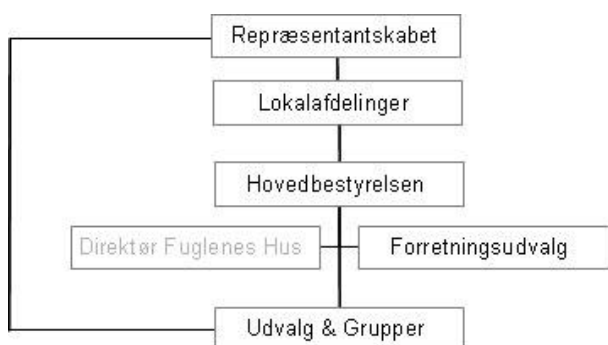 Repræsentantskabet
Lokalafdelinger
Hovedbestyrelsen
Direktør Fuglenes Hus
Forretningsudvalg
Udvalg & Grupper